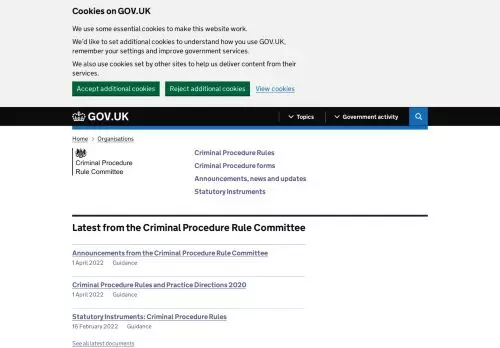 Cookies on GOV.UK
We use some essential cookies to make this website work.
We'd like to set additional cookies to understand how you use GOV.UK,
remember your settings and improve government services.
We also use cookies set by other sites to help us deliver content from their
services.
Accept additional cookies
Reject additional cookies
View cookies
GOV.UK
Topics
Government activity
Home
Organisations
Criminal Procedure
Rule Committee
Criminal Procedure Rules
Criminal Procedure forms
Announcements, news and updates
Statutory Instruments
Latest from the Criminal Procedure Rule Committee
Announcements from the Criminal Procedure Rule Committee
1 April 2022 Guidance
Criminal Procedure Rules and Practice Directions 2020
1 April 2022 Guidance
Statutory Instruments: Criminal Procedure Rules
16 February 2022 Guidance
See all latest documents